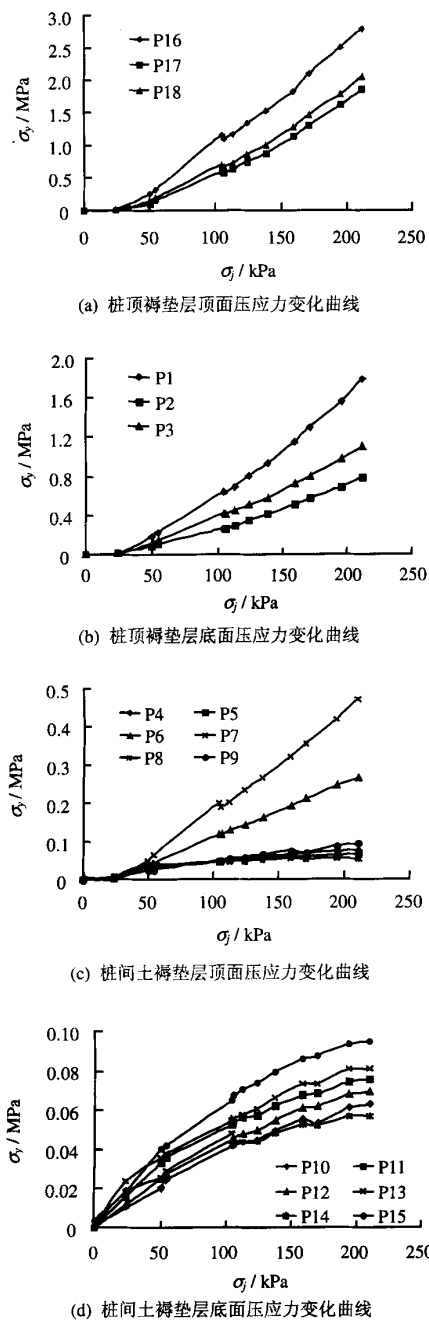 3.0
2.5
2.0
1.5
1.0
0.5
0
σy / MPa
P16
P17
P18
0 50 100 150 200 250
σj / kPa
(a) 桩顶褥垫层顶面压应力变化曲线
2.0
1.6
1.2
0.8
0.4
0
σy / MPa
P1
P2
P3
0 50 100 150 200 250
σj / kPa
(b) 桩顶褥垫层底面压应力变化曲线
0.5
0.4
0.3
0.2
0.1
0
σy / MPa
P4 P5
P6 P7
P8 P9
0 50 100 150 200 250
σj / kPa
(c) 桩间土褥垫层顶面压应力变化曲线
0.10
0.08
0.06
0.04
0.02
0
σy / MPa
P10 P11
P12 P13
P14 P15
0 50 100 150 200 250
σj / kPa
(d) 桩间土褥垫层底面压应力变化曲线